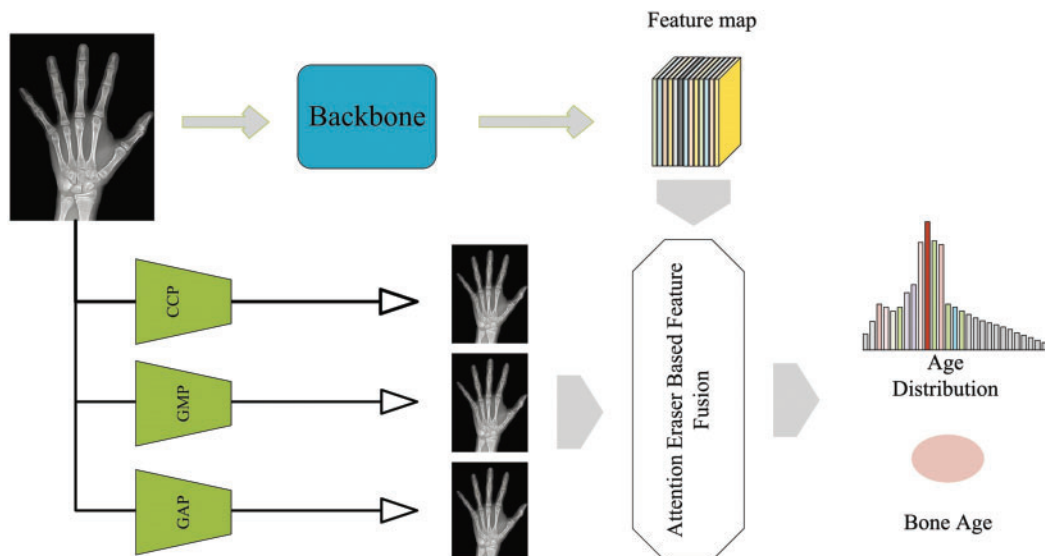 Feature map
Backbone
CCP
GMP
GAP
Attention Eraser Based Feature
Fusion
Age
Distribution
Bone Age